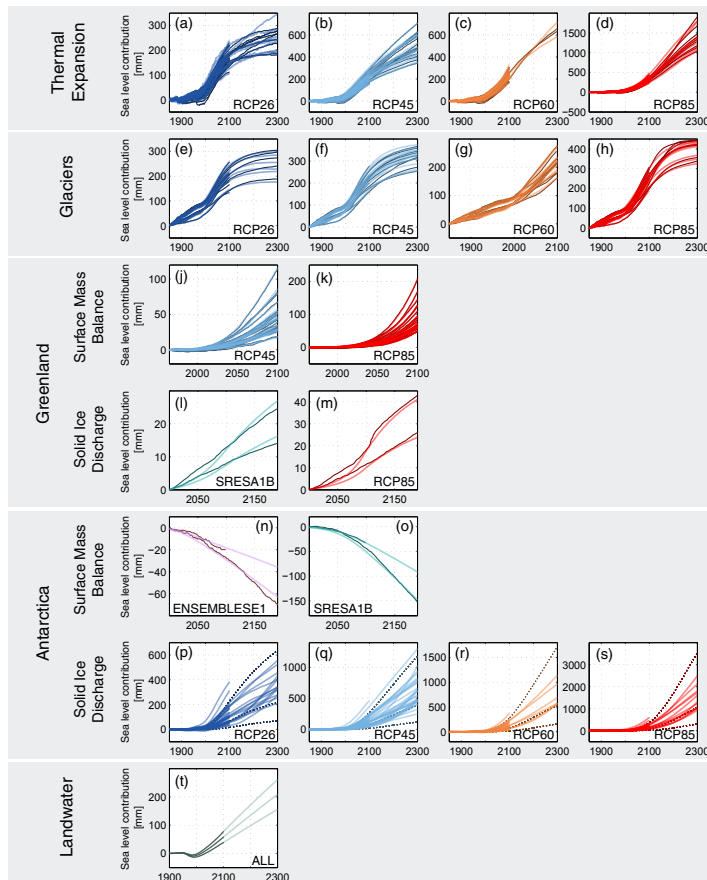 Thermal
Expansion
Sea level contribution
[mm]
300
200
100
0
(a)
RCP26
1900
2100
2300
600
400
200
0
(b)
RCP45
1900
2100
2300
600
400
200
0
(c)
RCP60
1900
2100
2300
1500
1000
500
0
−500
(d)
RCP85
1900
2100
2300
Glaciers
Sea level contribution
[mm]
300
200
100
0
(e)
RCP26
1900
2100
2300
300
200
100
0
(f)
RCP45
1900
2100
2300
200
100
0
(g)
RCP60
1900
2000
2100
400
300
200
100
0
(h)
RCP85
1900
2100
2300
Greenland
Surface Mass
Balance
Sea level contribution
[mm]
100
50
0
(j)
RCP45
2000
2050
2100
200
100
0
(k)
RCP85
2000
2050
2100
Solid Ice
Discharge
Sea level contribution
[mm]
20
10
0
(l)
SRESA1B
2050
2100
2150
40
30
20
10
0
(m)
RCP85
2050
2100
2150
Antarctica
Surface Mass
Balance
Sea level contribution
[mm]
0
−20
−40
−60
(n)
ENSEMBLESE1
2050
2100
2150
0
−50
−100
−150
(o)
SRESA1B
2050
2100
2150
Solid Ice
Discharge
Sea level contribution
[mm]
600
400
200
0
(p)
RCP26
1900
2100
2300
1000
500
0
(q)
RCP45
1900
2100
2300
1500
1000
500
0
(r)
RCP60
1900
2100
2300
3000
2000
1000
0
(s)
RCP85
1900
2100
2300
Landwater
Sea level contribution
[mm]
200
100
0
(t)
ALL
1900
2000
2100
2200
2300